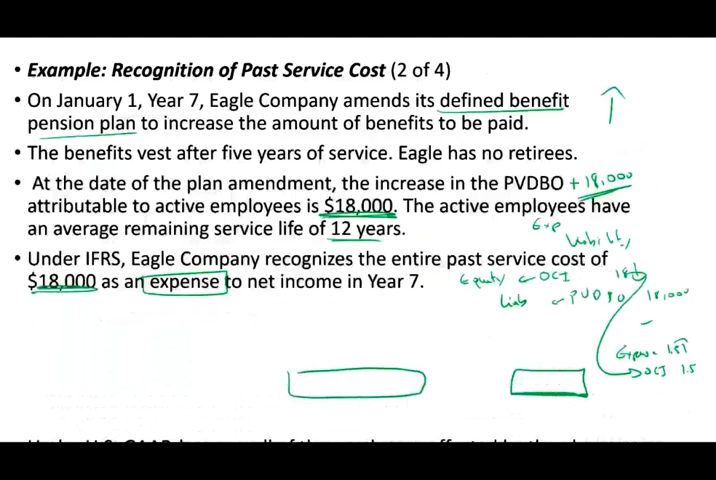 • Example: Recognition of Past Service Cost (2 of 4)
• On January 1, Year 7, Eagle Company amends its defined benefit
pension plan to increase the amount of benefits to be paid.
• The benefits vest after five years of service. Eagle has no retirees.
• At the date of the plan amendment, the increase in the PVDBO + 18,000
attributable to active employees is $18,000. The active employees have
an average remaining service life of 12 years.
Exp
Liability
• Under IFRS, Eagle Company recognizes the entire past service cost of
$18,000 as an expense to net income in Year 7.
Equity OCI
Liab PVDBO 18,000
OCI 1.5